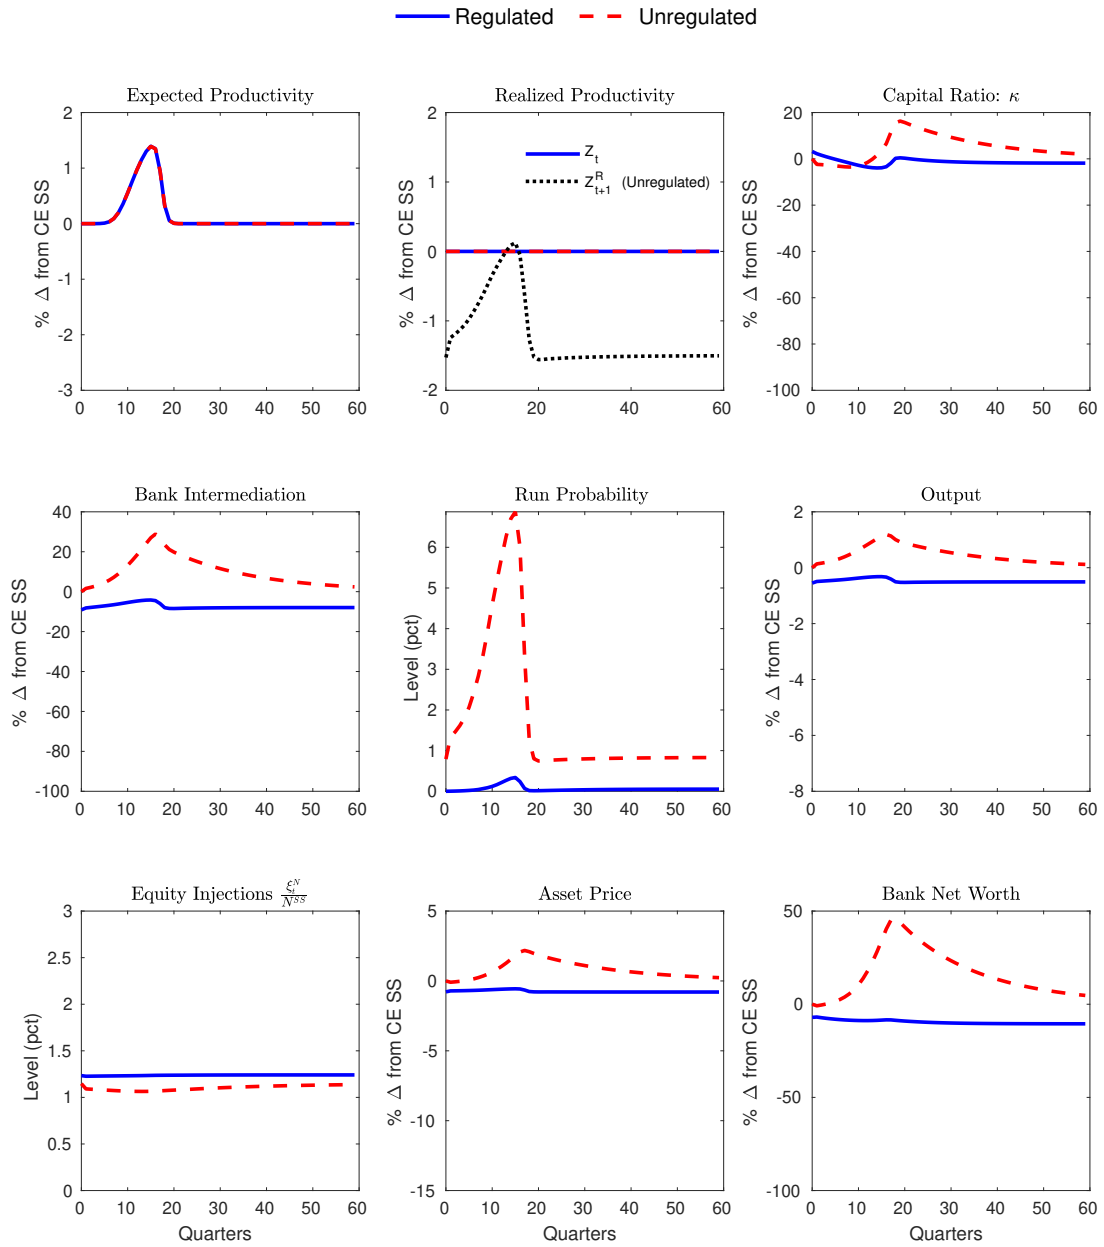 Regulated Unregulated
Expected Productivity
2
1
0
-1
-2
-3
% Δ from CE SS
0 10 20 30 40 50 60
Realized Productivity
Z_t
Z^R_{t+1} (Unregulated)
2
1
0
-1
-2
% Δ from CE SS
0 20 40 60
Capital Ratio: κ
20
0
-20
-40
-60
-80
-100
% Δ from CE SS
0 10 20 30 40 50 60
Bank Intermediation
40
20
0
-20
-40
-60
-80
-100
% Δ from CE SS
0 10 20 30 40 50 60
Run Probability
6
5
4
3
2
1
0
Level (pct)
0 10 20 30 40 50 60
Output
2
0
-2
-4
-6
-8
% Δ from CE SS
0 10 20 30 40 50 60
Equity Injections ξ_t^N / N^{SS}
3
2.5
2
1.5
1
0.5
0
Level (pct)
0 10 20 30 40 50 60
Quarters
Asset Price
5
0
-5
-10
-15
% Δ from CE SS
0 10 20 30 40 50 60
Quarters
Bank Net Worth
50
0
-50
-100
% Δ from CE SS
0 10 20 30 40 50 60
Quarters